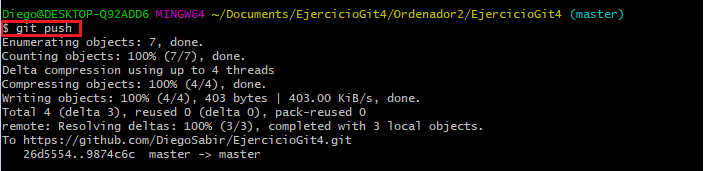 Diego@DESKTOP-Q92ADD6 MINGW64 ~/Documents/EjercicioGit4/Ordenador2/EjercicioGit4 (master)
$ git push
Enumerating objects: 7, done.
Counting objects: 100% (7/7), done.
Delta compression using up to 4 threads
Compressing objects: 100% (4/4), done.
Writing objects: 100% (4/4), 403 bytes | 403.00 KiB/s, done.
Total 4 (delta 3), reused 0 (delta 0), pack-reused 0
remote: Resolving deltas: 100% (3/3), completed with 3 local objects.
To https://github.com/DiegoSabir/EjercicioGit4.git
   26d5554..9874c6c  master -> master